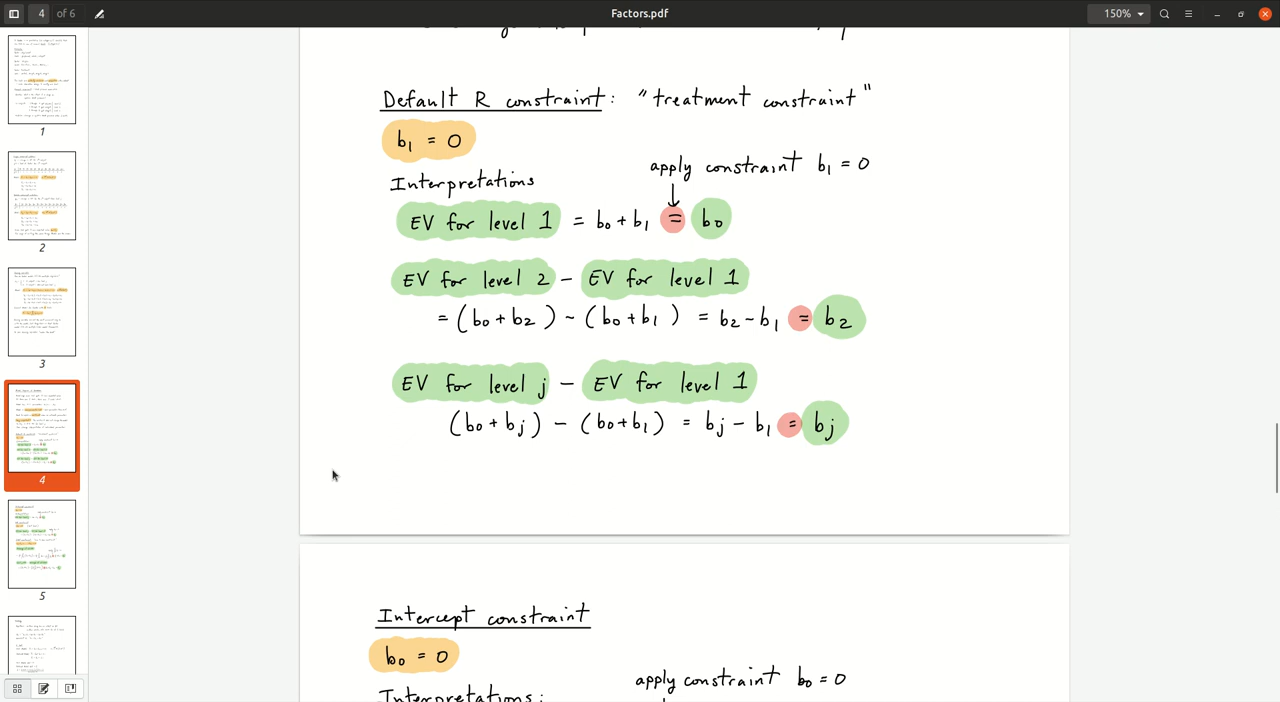 4 of 6
Factors.pdf
150%
1
2
3
4
5
Default R constraint: "treatment constraint"
b₁ = 0
apply constraint b₁ = 0
Interpretations
EV for level 1 = b₀ + b₁ = b₀
EV for level 2 - EV for level 1
= (b₀ + b₂) - (b₀ + b₁) = b₂ - b₁ = b₂
EV for level j - EV for level 1
(b₀ + bⱼ) - (b₀ + b₁) = bⱼ - b₁ = bⱼ
Intercept constraint
b₀ = 0
apply constraint b₀ = 0
Interpretations: